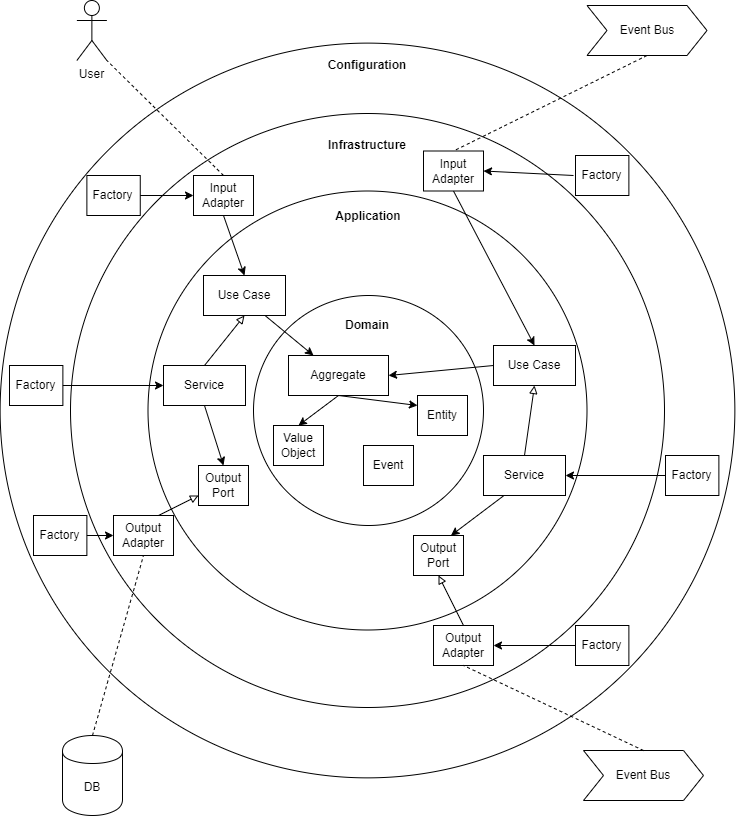 Event Bus
Configuration
User
Infrastructure
Input
Adapter
Factory
Input
Adapter
Factory
Application
Use Case
Domain
Use Case
Aggregate
Factory
Service
Entity
Value
Object
Event
Output
Port
Service
Factory
Factory
Output
Adapter
Output
Port
Output
Adapter
Factory
DB
Event Bus